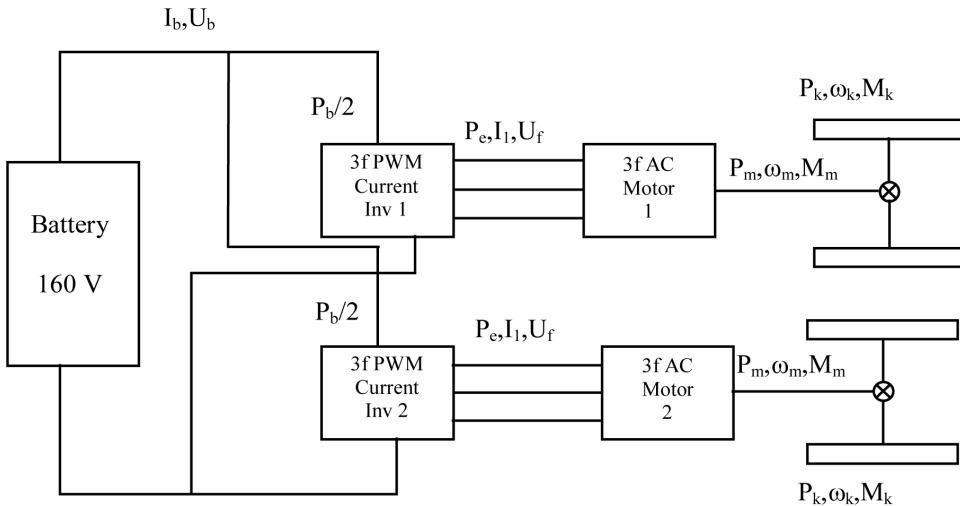 I_b,U_b
P_k,ω_k,M_k
P_b/2
P_e,I_1,U_f
3f PWM
Current
Inv 1
3f AC
Motor
1
P_m,ω_m,M_m
Battery
160 V
P_b/2
P_e,I_1,U_f
3f PWM
Current
Inv 2
3f AC
Motor
2
P_m,ω_m,M_m
P_k,ω_k,M_k